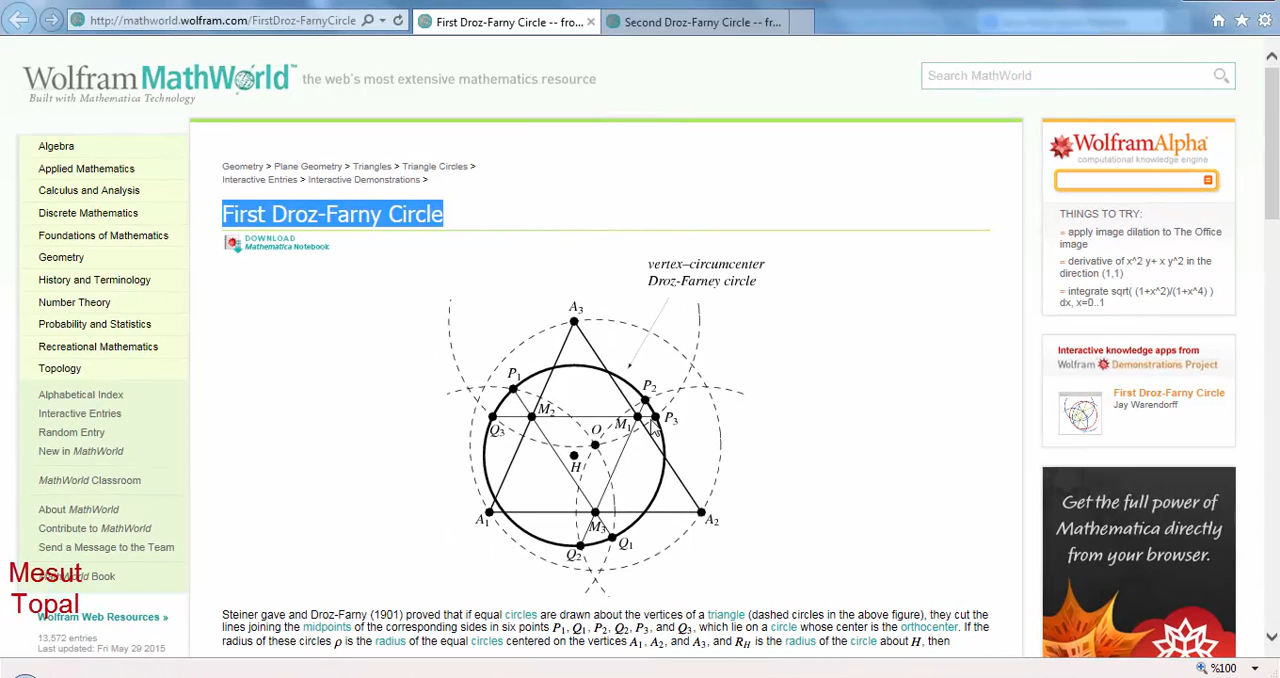 http://mathworld.wolfram.com/FirstDroz-FarnyCircle
First Droz-Farny Circle -- fro...
Second Droz-Farny Circle -- fr...
Wolfram MathWorld™ the web's most extensive mathematics resource
Built with Mathematica Technology
Search MathWorld
Algebra
Applied Mathematics
Calculus and Analysis
Discrete Mathematics
Foundations of Mathematics
Geometry
History and Terminology
Number Theory
Probability and Statistics
Recreational Mathematics
Topology
Alphabetical Index
Interactive Entries
Random Entry
New in MathWorld
MathWorld Classroom
About MathWorld
Contribute to MathWorld
Send a Message to the Team
Book
Mesut
Topal
Wolfram Web Resources »
13,572 entries
Last updated: Fri May 29 2015
Geometry > Plane Geometry > Triangles > Triangle Circles >
Interactive Entries > Interactive Demonstrations >
First Droz-Farny Circle
DOWNLOAD
Mathematica Notebook
vertex–circumcenter
Droz-Farney circle
A3
P1
P2
Q3
M2
M1
P3
O
H
A1
M3
A2
Q2
Q1
Steiner gave and Droz-Farny (1901) proved that if equal circles are drawn about the vertices of a triangle (dashed circles in the above figure), they cut the
lines joining the midpoints of the corresponding sides in six points P1, Q1, P2, Q2, P3, and Q3, which lie on a circle whose center is the orthocenter. If the
radius of these circles ρ is the radius of the equal circles centered on the vertices A1, A2, and A3, and RH is the radius of the circle about H, then
WolframAlpha
computational knowledge engine
THINGS TO TRY:
= apply image dilation to The Office
image
= derivative of x^2 y+ x y^2 in the
direction (1,1)
= integrate sqrt( (1+x^2)/(1+x^4) )
dx, x=0..1
Interactive knowledge apps from
Wolfram Demonstrations Project
First Droz-Farny Circle
Jay Warendorff
Get the full power of
Mathematica directly
from your browser.
%100